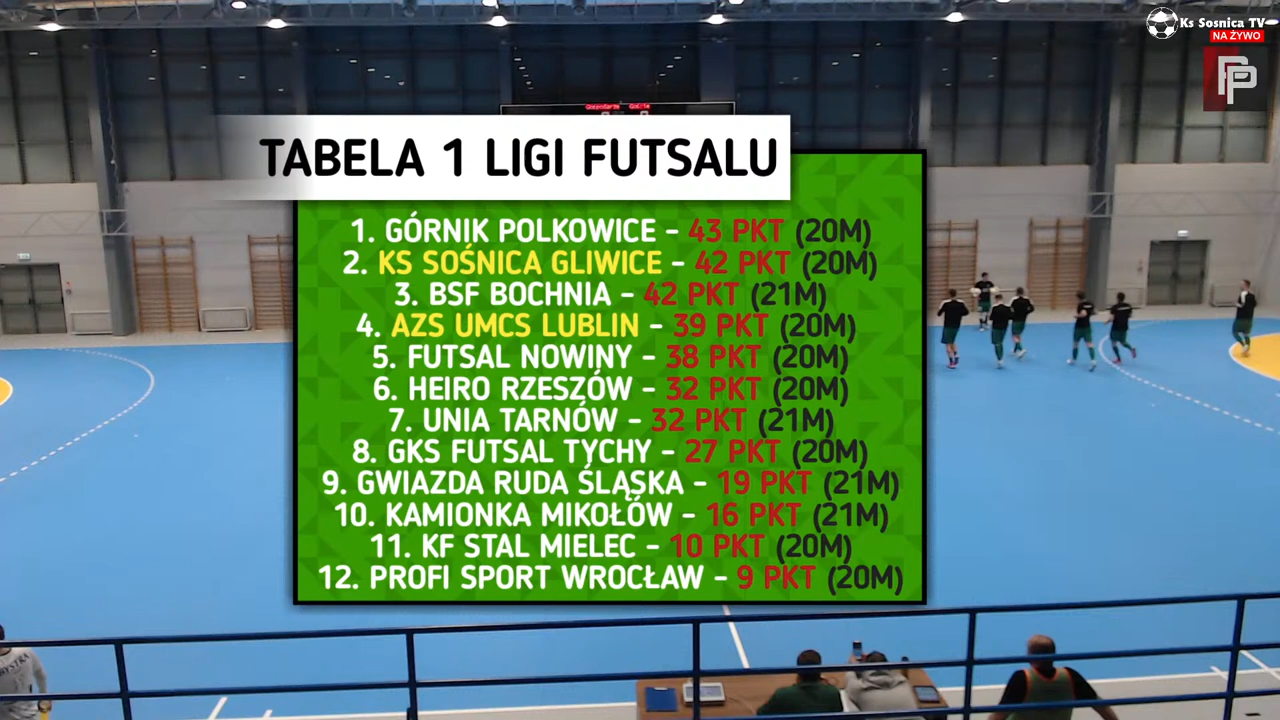 Ks Sosnica TV
NA ŻYWO
PP
Gospodarze Goście
TABELA 1 LIGI FUTSALU
1. GÓRNIK POLKOWICE - 43 PKT (20M)
2. KS SOŚNICA GLIWICE - 42 PKT (20M)
3. BSF BOCHNIA - 42 PKT (21M)
4. AZS UMCS LUBLIN - 39 PKT (20M)
5. FUTSAL NOWINY - 38 PKT (20M)
6. HEIRO RZESZÓW - 32 PKT (20M)
7. UNIA TARNÓW - 32 PKT (21M)
8. GKS FUTSAL TYCHY - 27 PKT (20M)
9. GWIAZDA RUDA ŚLĄSKA - 19 PKT (21M)
10. KAMIONKA MIKOŁÓW - 16 PKT (21M)
11. KF STAL MIELEC - 10 PKT (20M)
12. PROFI SPORT WROCŁAW - 9 PKT (20M)